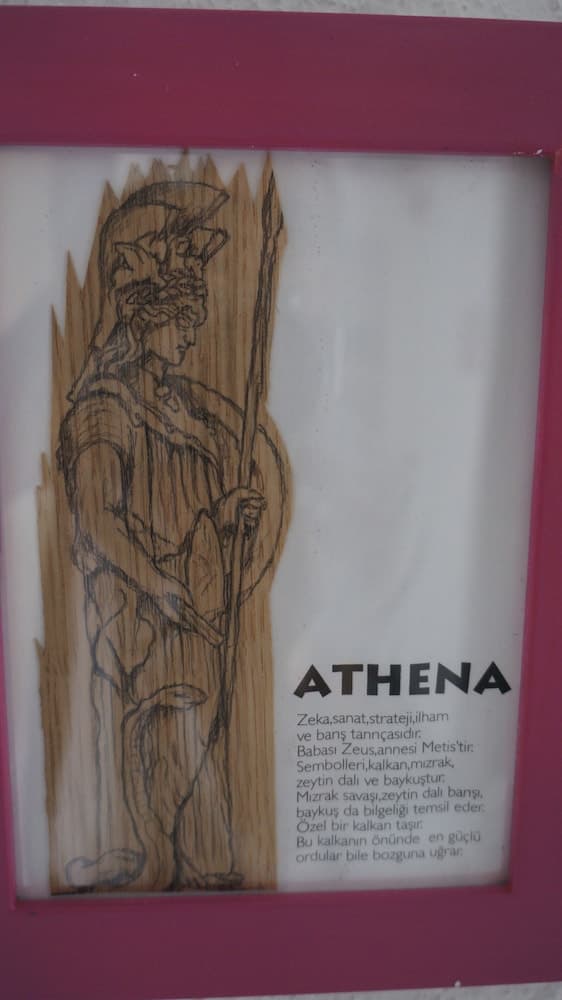 ATHENA
Zeka,sanat,strateji,ilham
ve barış tanrıçasıdır.
Babası Zeus,annesi Metis'tir.
Sembolleri,kalkan,mızrak,
zeytin dalı ve baykuştur.
Mızrak savaşı,zeytin dalı barışı,
baykuş da bilgeliği temsil eder.
Özel bir kalkan taşır.
Bu kalkanın önünde en güçlü
ordular bile bozguna uğrar.